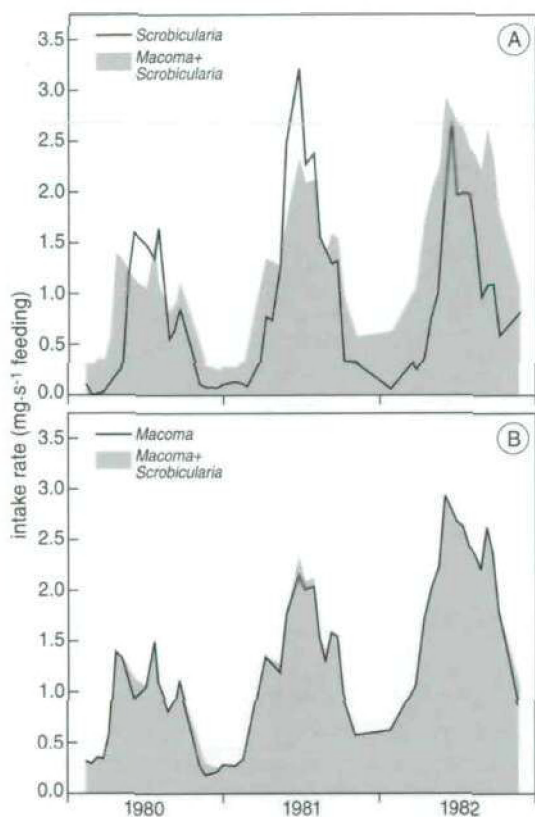 3.5
3.0
2.5
2.0
1.5
1.0
0.5
0.0
Scrobicularia
Macoma+
Scrobicularia
A
intake rate (mg·s⁻¹ feeding)
3.5
3.0
2.5
2.0
1.5
1.0
0.5
0.0
Macoma
Macoma+
Scrobicularia
B
1980 1981 1982